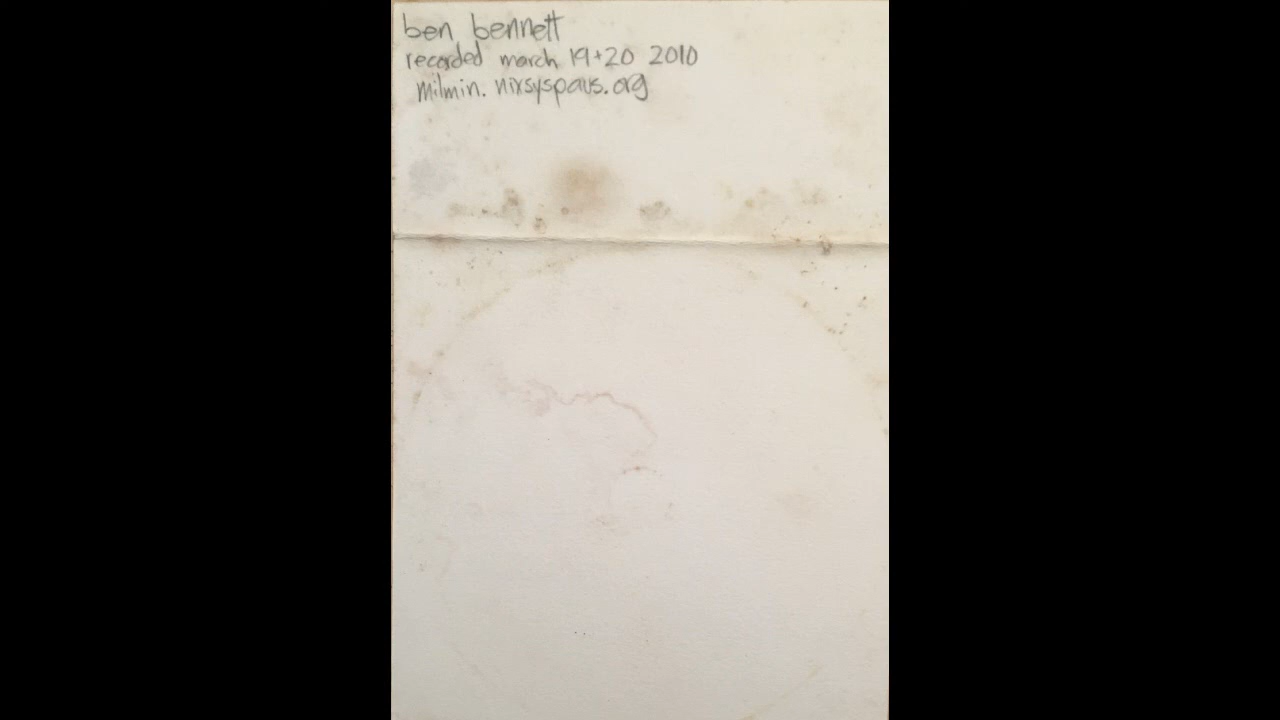 ben bennett
recorded march 19+20 2010
milmin. nixsyspaus.org